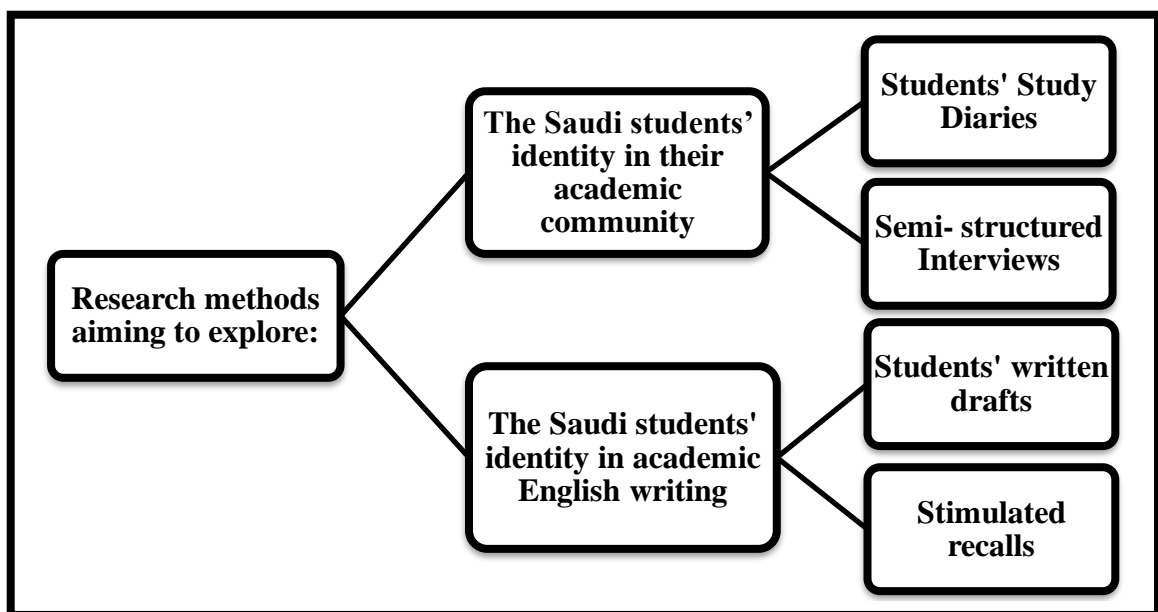 Research methods
aiming to explore:
The Saudi students’
identity in their
academic
community
Students' Study
Diaries
Semi- structured
Interviews
The Saudi students'
identity in academic
English writing
Students' written
drafts
Stimulated
recalls